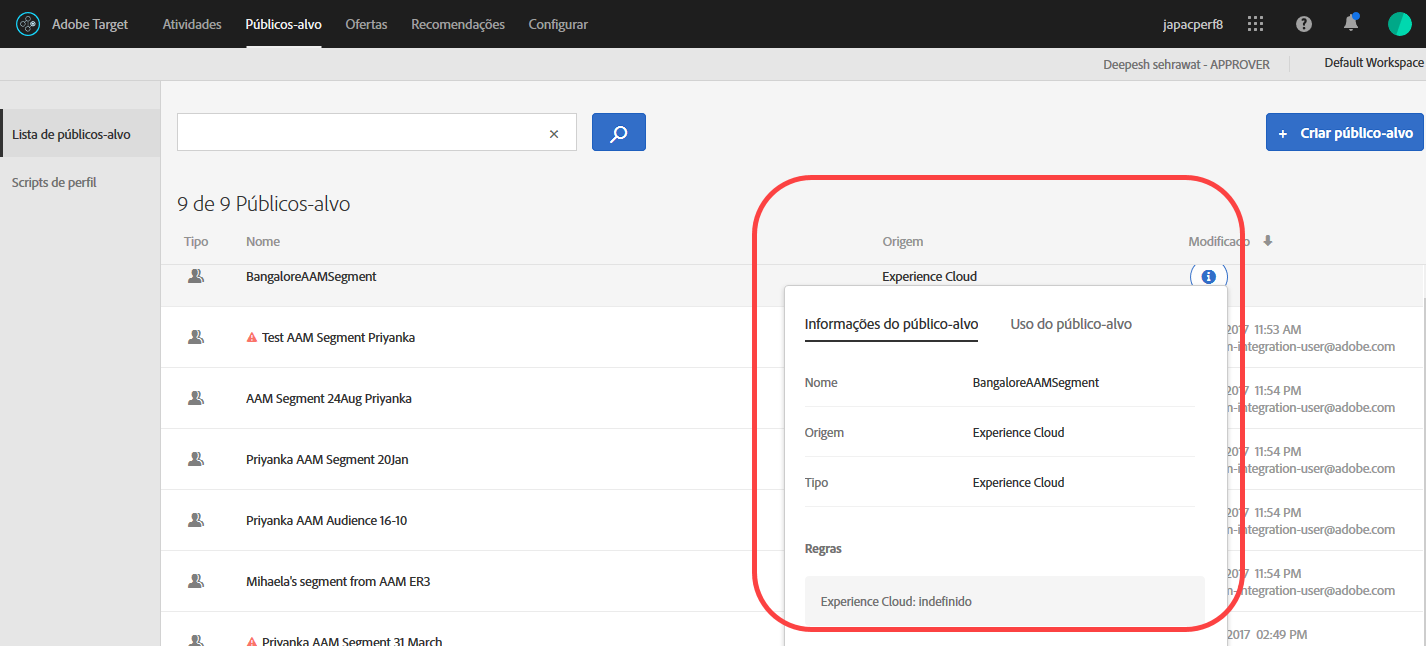 Adobe Target Atividades Públicos-alvo Ofertas Recomendações Configurar japacperf8
Deepesh sehrawat - APPROVER Default Workspace
Lista de públicos-alvo
Scripts de perfil
+ Criar público-alvo
9 de 9 Públicos-alvo
Tipo Nome Origem Modificado
BangaloreAAMSegment Experience Cloud
Test AAM Segment Priyanka
AAM Segment 24Aug Priyanka
Priyanka AAM Segment 20Jan
Priyanka AAM Audience 16-10
Mihaela's segment from AAM ER3
Priyanka AAM Segment 31 March
Informações do público-alvo Uso do público-alvo
Nome BangaloreAAMSegment
Origem Experience Cloud
Tipo Experience Cloud
Regras
Experience Cloud: indefinido
2017 11:53 AM
n-integration-user@adobe.com
2017 11:54 PM
n-integration-user@adobe.com
2017 11:54 PM
n-integration-user@adobe.com
2017 11:54 PM
n-integration-user@adobe.com
2017 11:54 PM
n-integration-user@adobe.com
2017 02:49 PM